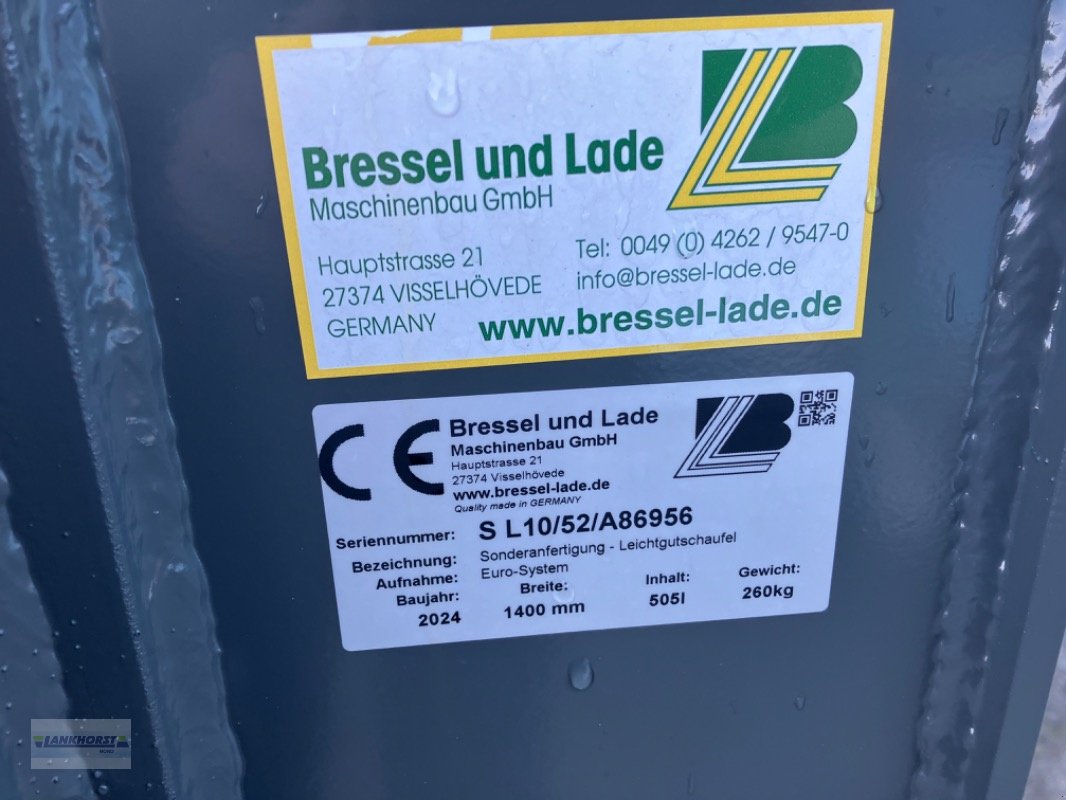 Bressel und Lade
Maschinenbau GmbH
Hauptstrasse 21
27374 VISSELHÖVEDE
GERMANY
Tel: 0049 (0) 4262 / 9547-0
info@bressel-lade.de
www.bressel-lade.de
CE
Bressel und Lade
Maschinenbau GmbH
Hauptstrasse 21
27374 Visselhövede
www.bressel-lade.de
Quality made in GERMANY
Seriennummer: S L10/52/A86956
Bezeichnung: Sonderanfertigung - Leichtgutschaufel
Aufnahme: Euro-System
Baujahr: Breite: Inhalt: Gewicht:
2024 1400 mm 505l 260kg
LANKHORST